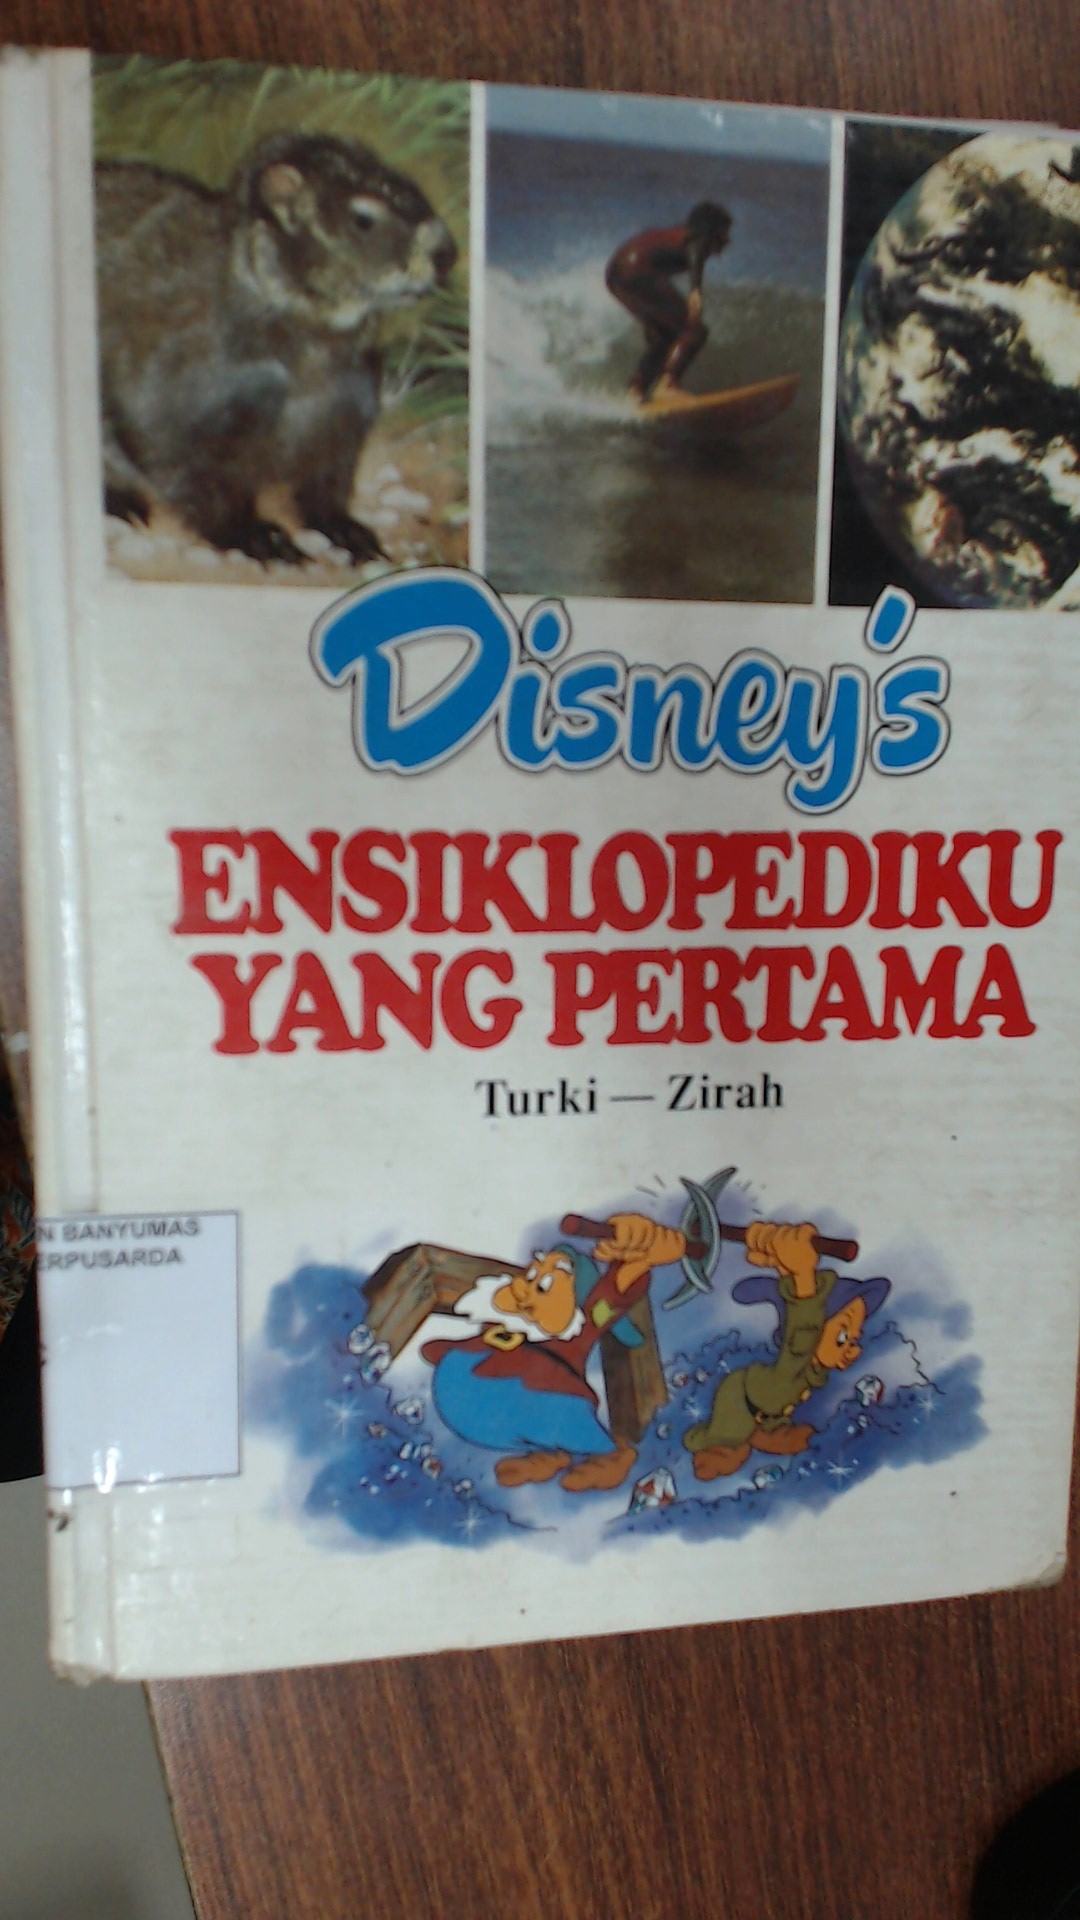 Disney's
ENSIKLOPEDIKU
YANG PERTAMA
Turki — Zirah
N BANYUMAS
ERPUSARDA